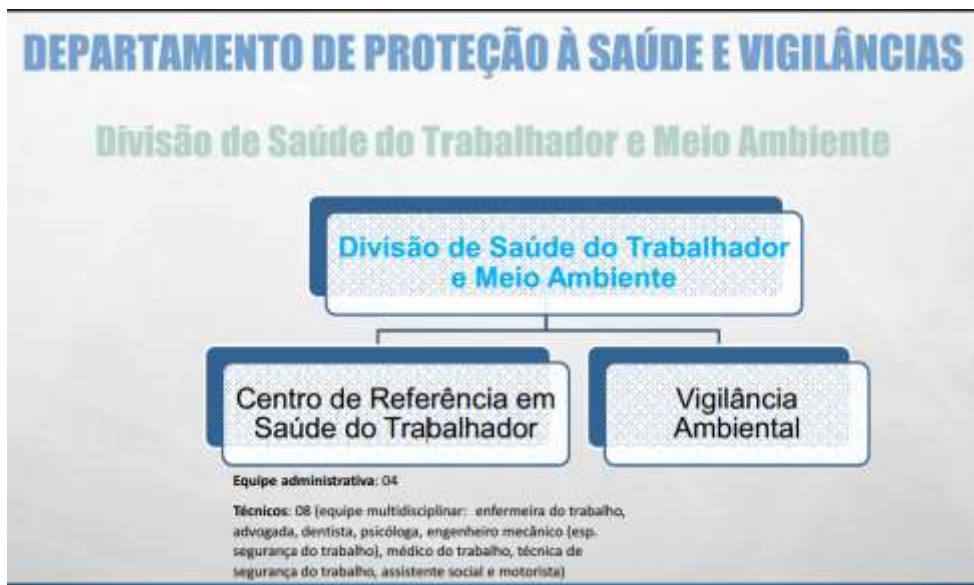 DEPARTAMENTO DE PROTEÇÃO À SAÚDE E VIGILÂNCIAS
Divisão de Saúde do Trabalhador e Meio Ambiente
Divisão de Saúde do Trabalhador
e Meio Ambiente
Centro de Referência em
Saúde do Trabalhador
Vigilância
Ambiental
Equipe administrativa: 04
Técnicos: 08 (equipe multidisciplinar: enfermeira do trabalho,
advogada, dentista, psicóloga, engenheiro mecânico (esp.
segurança do trabalho), médico do trabalho, técnica de
segurança do trabalho, assistente social e motorista)